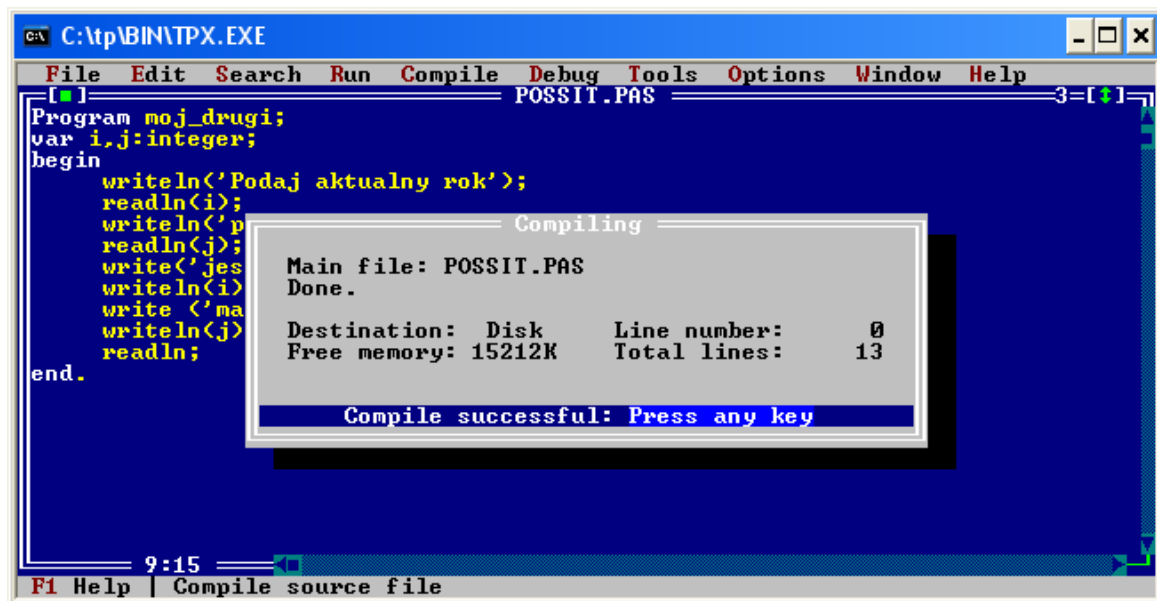 C:\tp\BIN\TPX.EXE
File Edit Search Run Compile Debug Tools Options Window Help
POSSIT.PAS 3
Program moj_drugi;
var i,j:integer;
begin
writeln('Podaj aktualny rok');
readln(i);
writeln('p
readln(j);
write('jes
writeln(i)
write ('ma
writeln(j)
readln;
end.
Compiling
Main file: POSSIT.PAS
Done.
Destination: Disk Line number: 0
Free memory: 15212K Total lines: 13
Compile successful: Press any key
9:15
F1 Help | Compile source file